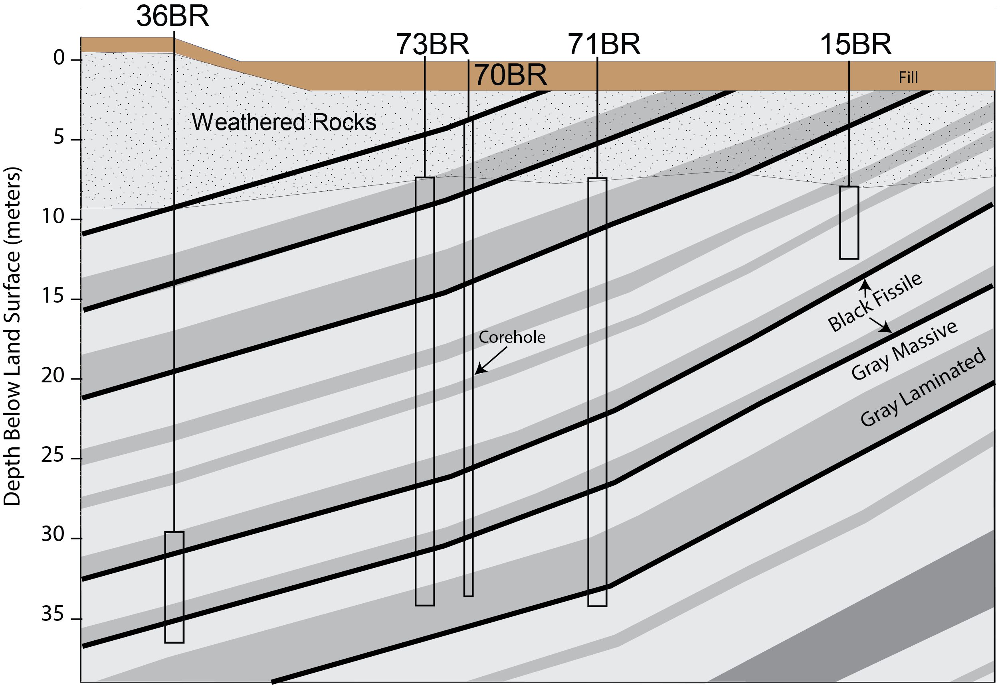 36BR
73BR
71BR
15BR
70BR
Fill
Weathered Rocks
Corehole
Black Fissile
Gray Massive
Gray Laminated
0
5
10
15
20
25
30
35
Depth Below Land Surface (meters)